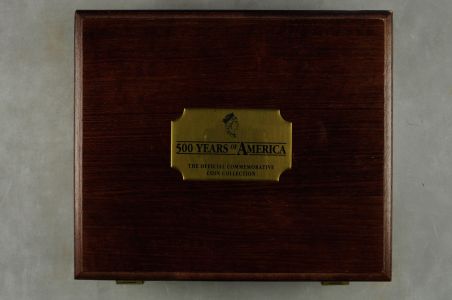 500 YEARS OF AMERICA
THE OFFICIAL COMMEMORATIVE
COIN COLLECTION